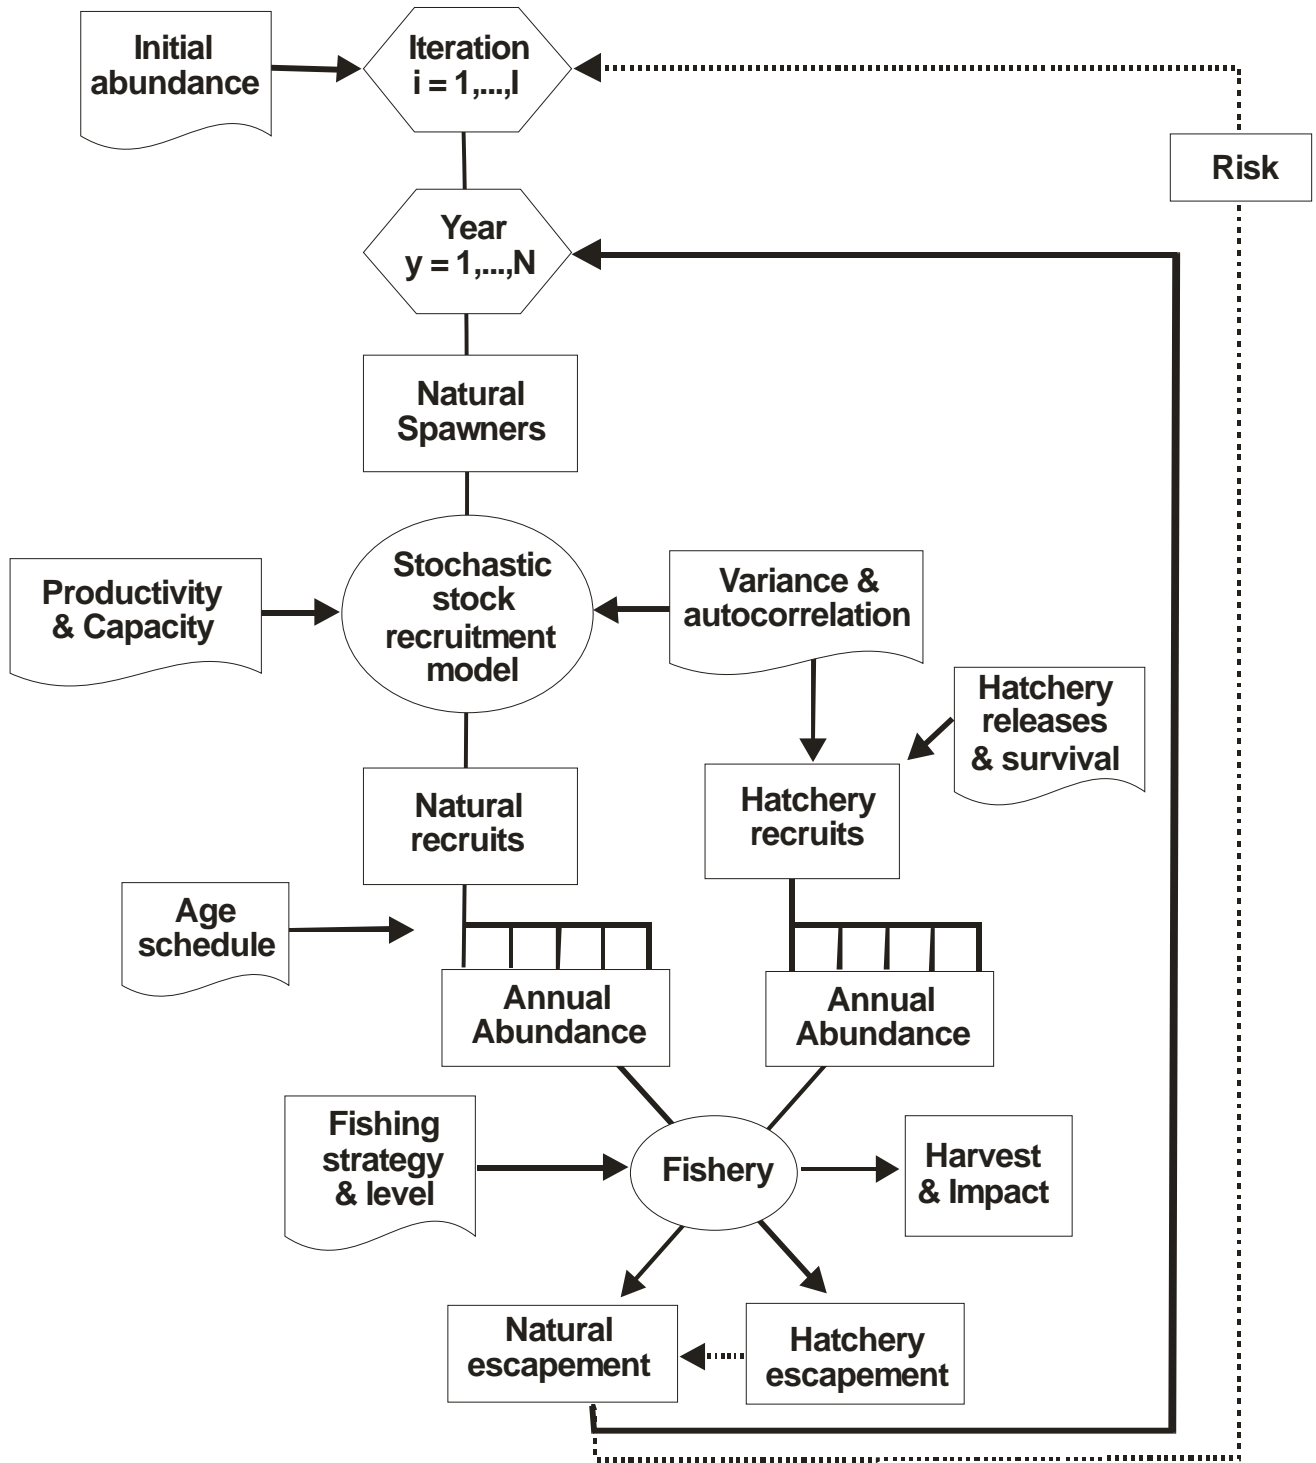 Initial
abundance
Iteration
i = 1,...,I
Risk
Year
y = 1,...,N
Natural
Spawners
Productivity
& Capacity
Stochastic
stock
recruitment
model
Variance &
autocorrelation
Hatchery
releases
& survival
Natural
recruits
Hatchery
recruits
Age
schedule
Annual
Abundance
Annual
Abundance
Fishing
strategy
& level
Fishery
Harvest
& Impact
Natural
escapement
Hatchery
escapement